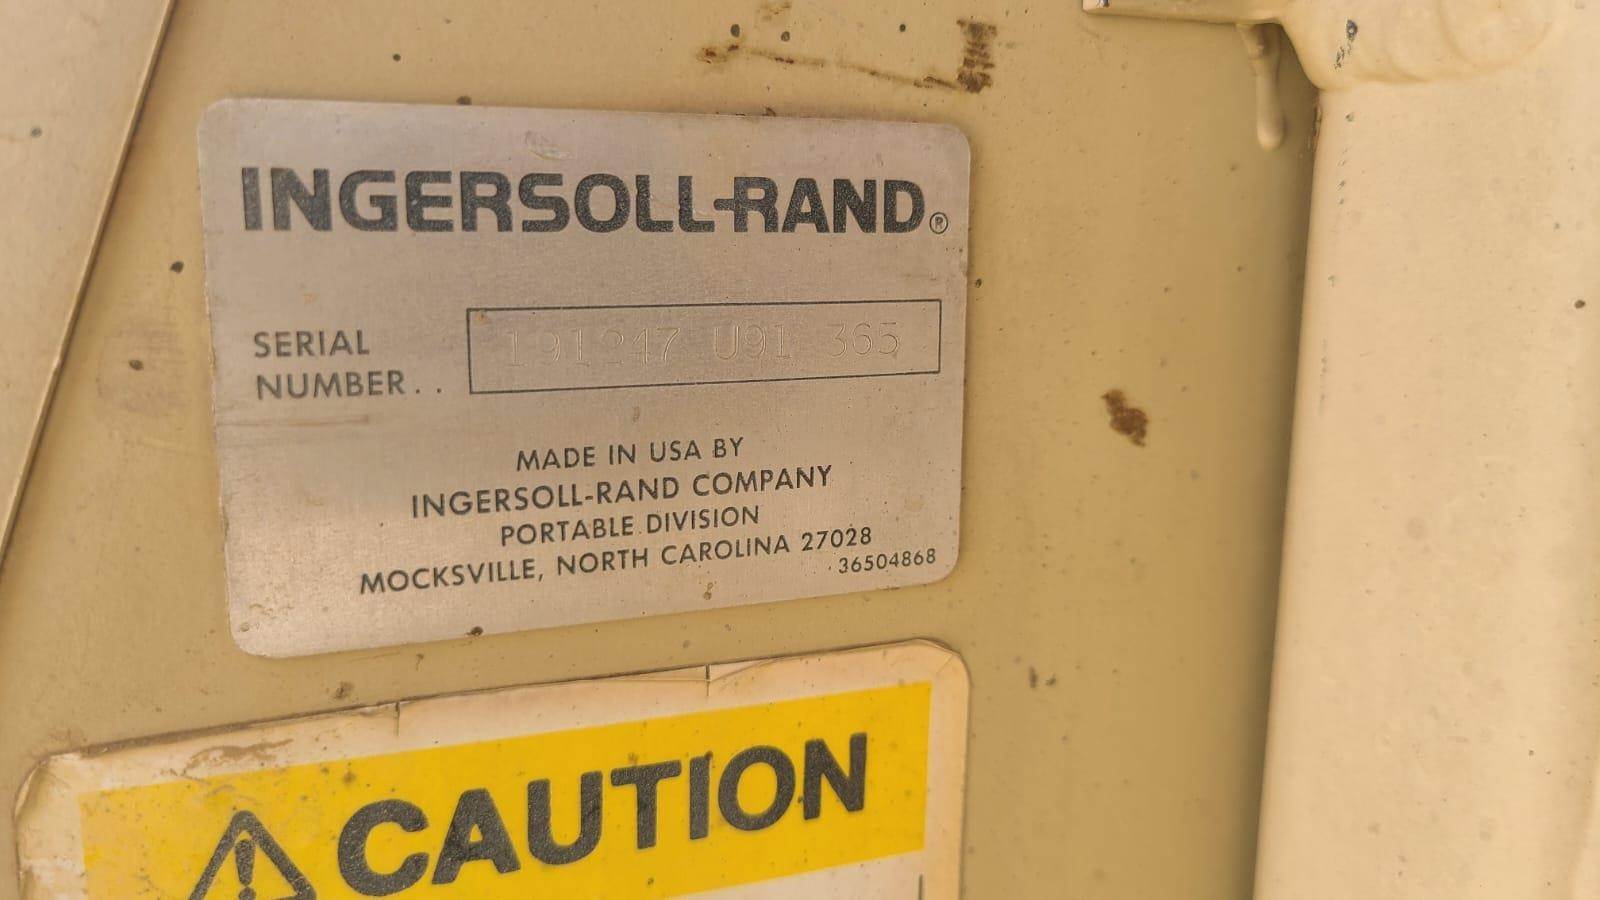 INGERSOLL-RAND®
SERIAL
NUMBER.. 191247 U91 365
MADE IN USA BY
INGERSOLL-RAND COMPANY
PORTABLE DIVISION
MOCKSVILLE, NORTH CAROLINA 27028
36504868
CAUTION